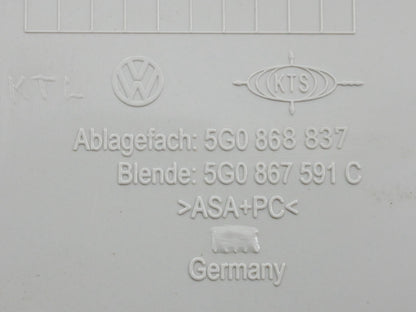 KTL
KTS
Ablagefach: 5G0 868 837
Blende: 5G0 867 591 C
>ASA+PC<
Germany